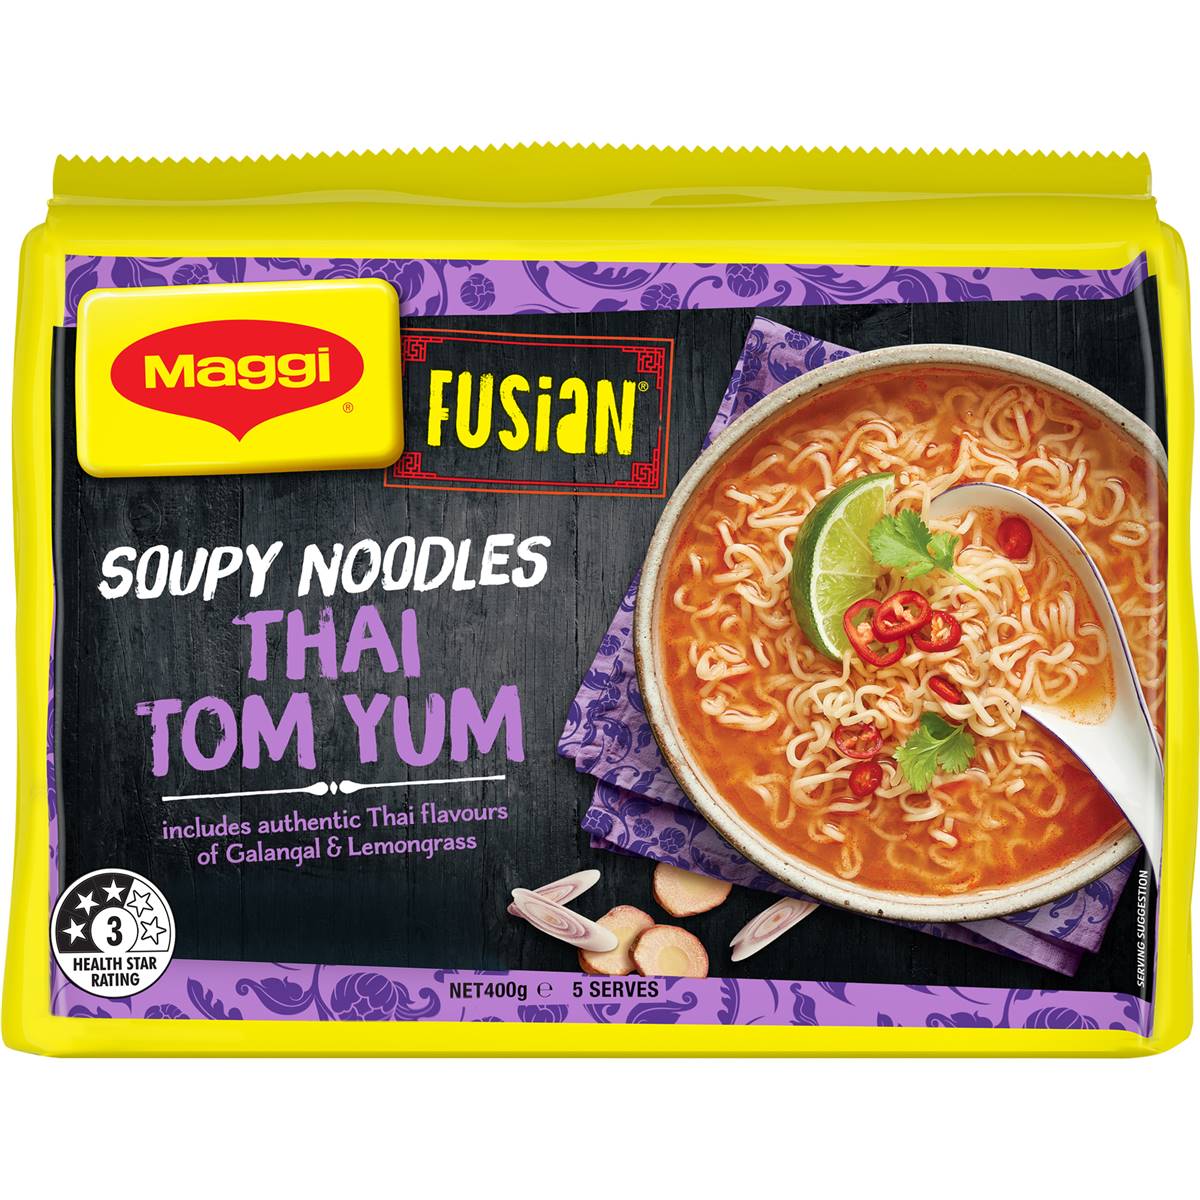 Maggi®
FUSiaN®
SOUPY NOODLES
THAI
TOM YUM
includes authentic Thai flavours
of Galangal & Lemongrass
3
HEALTH STAR
RATING
NET400g ℮ 5 SERVES
SERVING SUGGESTION